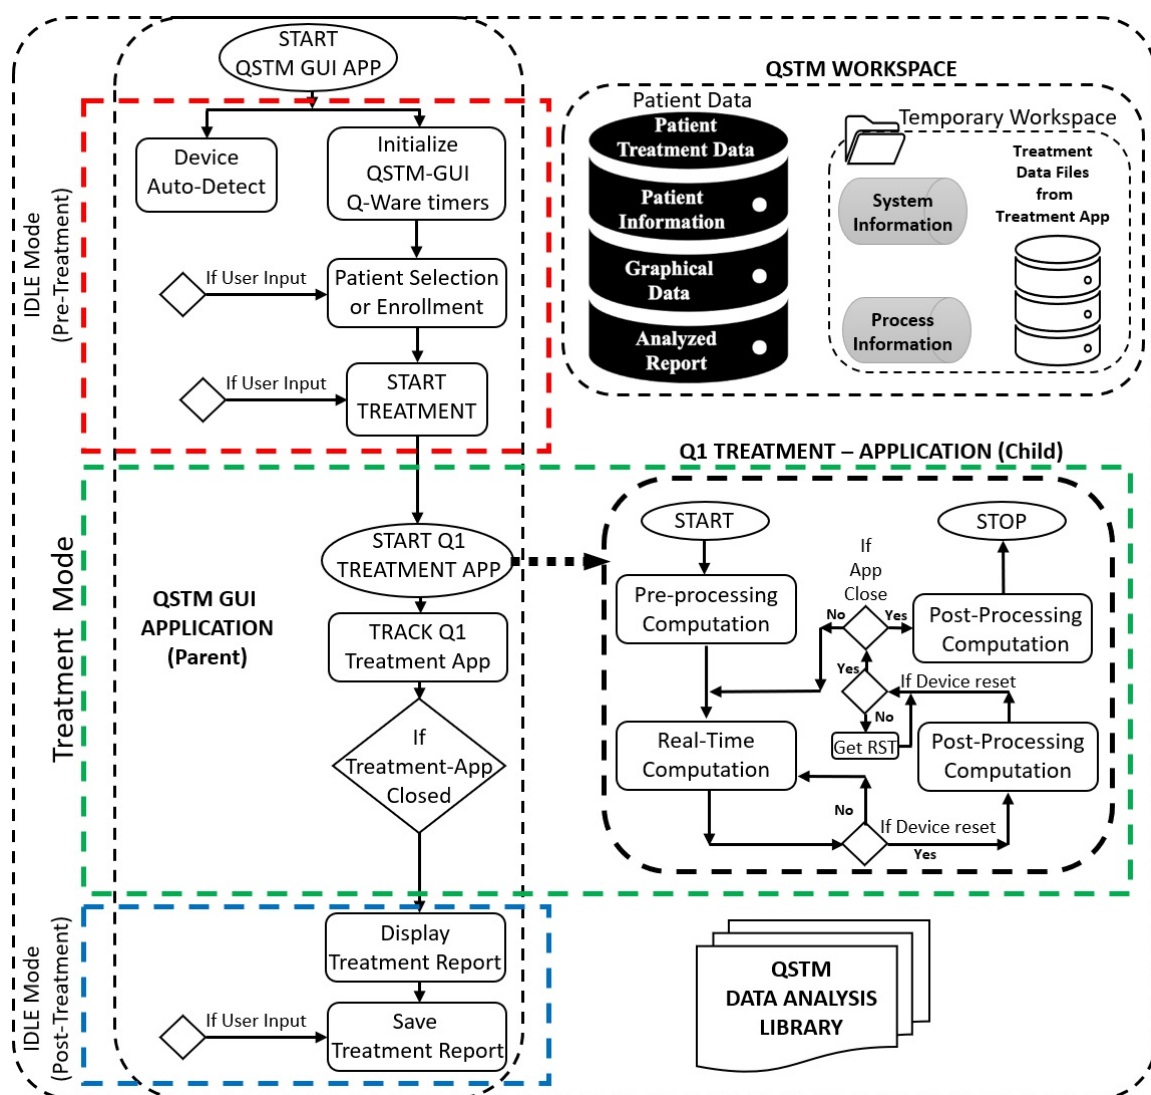 START
QSTM GUI APP
IDLE Mode
(Pre-Treatment)
Device
Auto-Detect
Initialize
QSTM-GUI
Q-Ware timers
If User Input
Patient Selection
or Enrollment
If User Input
START
TREATMENT
QSTM WORKSPACE
Patient Data
Patient
Treatment Data
Patient
Information
Graphical
Data
Analyzed
Report
Temporary Workspace
System
Information
Process
Information
Treatment
Data Files
from
Treatment App
Treatment Mode
QSTM GUI
APPLICATION
(Parent)
START Q1
TREATMENT APP
TRACK Q1
Treatment App
If
Treatment-App
Closed
Q1 TREATMENT – APPLICATION (Child)
START
Pre-processing
Computation
Real-Time
Computation
STOP
If
App
Close
No
Yes
Post-Processing
Computation
Yes
If Device reset
No
Get RST
Post-Processing
Computation
No
If Device reset
Yes
IDLE Mode
(Post-Treatment)
Display
Treatment Report
If User Input
Save
Treatment Report
QSTM
DATA ANALYSIS
LIBRARY